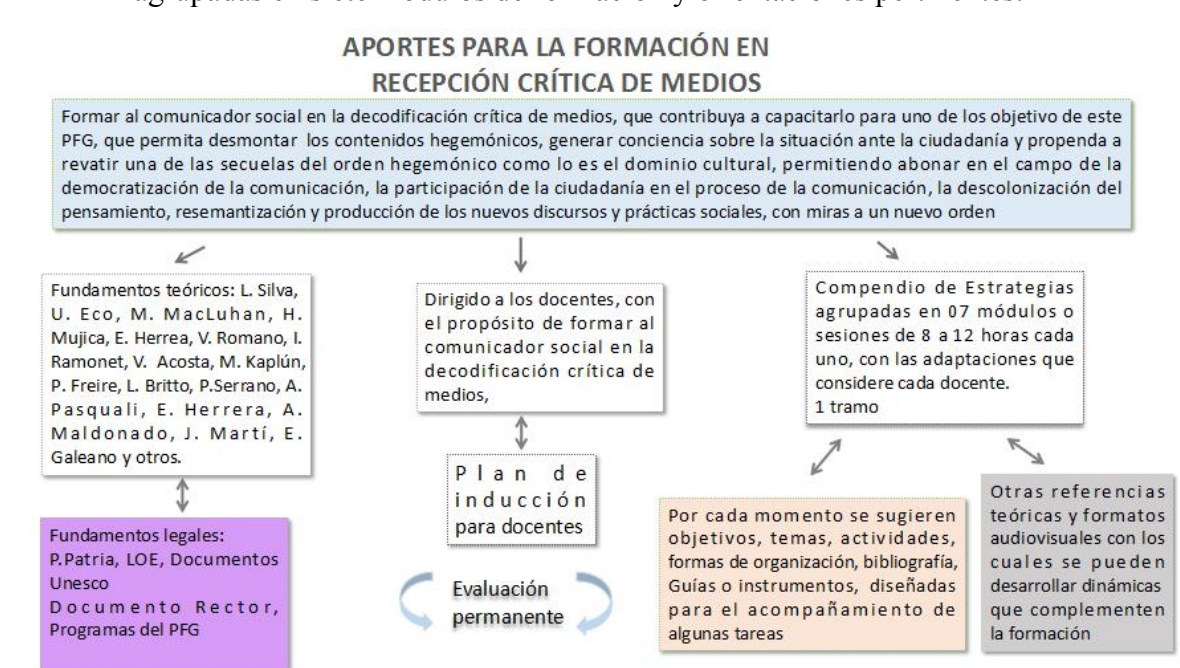 APORTES PARA LA FORMACIÓN EN
RECEPCIÓN CRÍTICA DE MEDIOS
Formar al comunicador social en la decodificación crítica de medios, que contribuya a capacitarlo para uno de los objetivo de este
PFG, que permita desmontar los contenidos hegemónicos, generar conciencia sobre la situación ante la ciudadanía y propenda a
revatir una de las secuelas del orden hegemónico como lo es el dominio cultural, permitiendo abonar en el campo de la
democratización de la comunicación, la participación de la ciudadanía en el proceso de la comunicación, la descolonización del
pensamiento, resemantización y producción de los nuevos discursos y prácticas sociales, con miras a un nuevo orden
Fundamentos teóricos: L. Silva,
U. Eco, M. MacLuhan, H.
Mujica, E. Herrea, V. Romano, I.
Ramonet, V. Acosta, M. Kaplún,
P. Freire, L. Britto, P.Serrano, A.
Pasquali, E. Herrera, A.
Maldonado, J. Martí, E.
Galeano y otros.
Fundamentos legales:
P.Patria, LOE, Documentos
Unesco
Documento Rector,
Programas del PFG
Dirigido a los docentes, con
el propósito de formar al
comunicador social en la
decodificación crítica de
medios,
Plan de
inducción
para docentes
Evaluación
permanente
Compendio de Estrategias
agrupadas en 07 módulos o
sesiones de 8 a 12 horas cada
uno, con las adaptaciones que
considere cada docente.
1 tramo
Por cada momento se sugieren
objetivos, temas, actividades,
formas de organización, bibliografía,
Guías o instrumentos, diseñadas
para el acompañamiento de
algunas tareas
Otras referencias
teóricas y formatos
audiovisuales con los
cuales se pueden
desarrollar dinámicas
que complementen
la formación